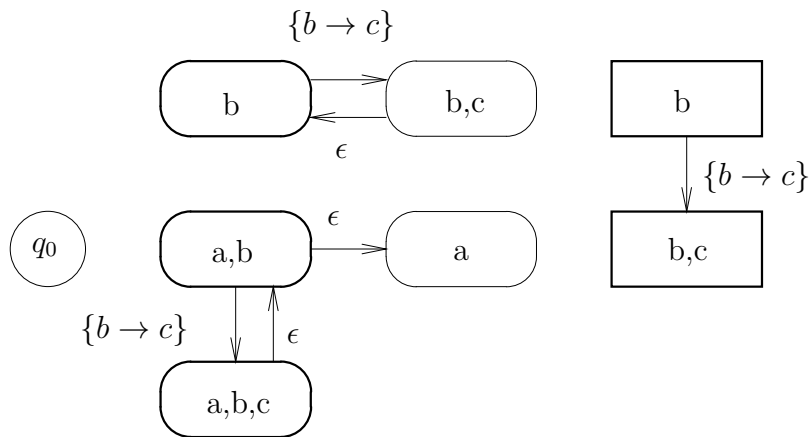 {b → c}
b
b,c
b
ϵ
{b → c}
q₀
a,b
ϵ
a
b,c
{b → c}
ϵ
a,b,c